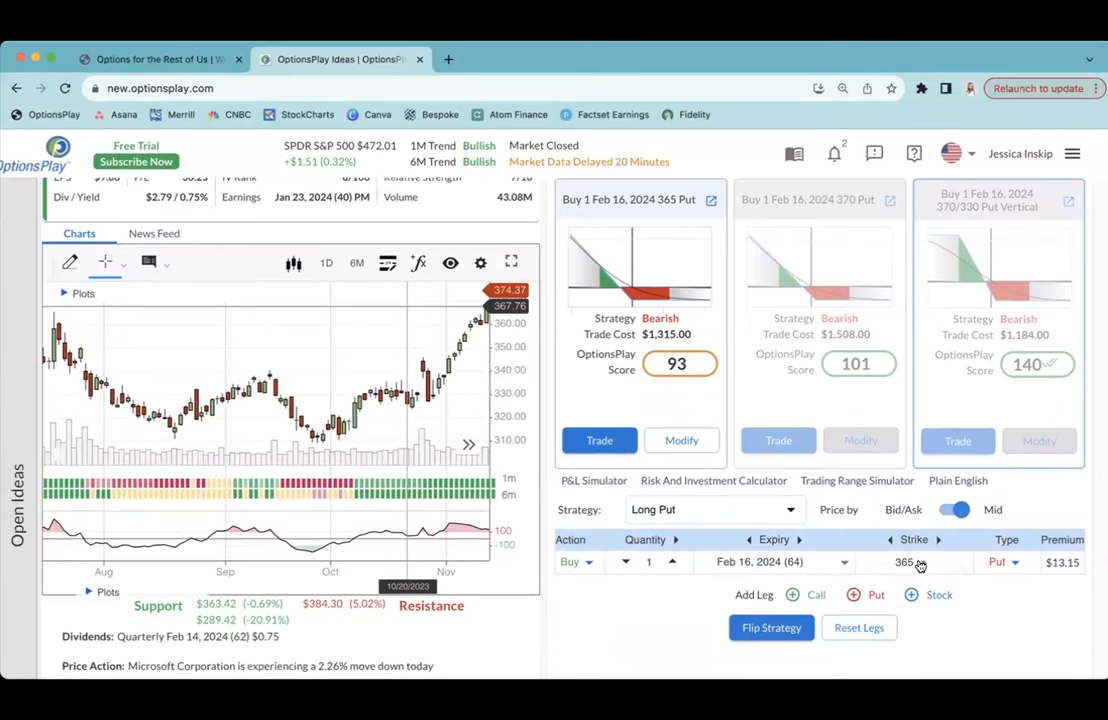 Options for the Rest of Us | W
OptionsPlay Ideas | OptionsPl
new.optionsplay.com
Relaunch to update
OptionsPlay
Asana
Merrill
CNBC
StockCharts
Canva
Bespoke
Atom Finance
Factset Earnings
Fidelity
OptionsPlay
Free Trial
Subscribe Now
SPDR S&P 500 $472.01
+$1.51 (0.32%)
1M Trend Bullish
6M Trend Bullish
Market Closed
Market Data Delayed 20 Minutes
2
Jessica Inskip
Div / Yield $2.79 / 0.75%
Earnings Jan 23, 2024 (40) PM
Volume 43.08M
Charts
News Feed
1D
6M
Plots
374.37
367.76
360.00
350.00
340.00
330.00
320.00
310.00
1m
6m
100
-100
Aug
Sep
Oct
Nov
10/20/2023
Plots
Support
$363.42 (-0.69%)
$289.42 (-20.91%)
$384.30 (5.02%)
Resistance
Dividends: Quarterly Feb 14, 2024 (62) $0.75
Price Action: Microsoft Corporation is experiencing a 2.26% move down today
Open Ideas
Buy 1 Feb 16, 2024 365 Put
Strategy Bearish
Trade Cost $1,315.00
OptionsPlay
Score
93
Trade
Modify
Buy 1 Feb 16, 2024 370 Put
Strategy Bearish
Trade Cost $1,508.00
OptionsPlay
Score
101
Trade
Modify
Buy 1 Feb 16, 2024
370/330 Put Vertical
Strategy Bearish
Trade Cost $1,184.00
OptionsPlay
Score
140
Trade
Modify
P&L Simulator
Risk And Investment Calculator
Trading Range Simulator
Plain English
Strategy:
Long Put
Price by
Bid/Ask
Mid
Action
Quantity
Expiry
Strike
Type
Premium
Buy
1
Feb 16, 2024 (64)
365
Put
$13.15
Add Leg
Call
Put
Stock
Flip Strategy
Reset Legs